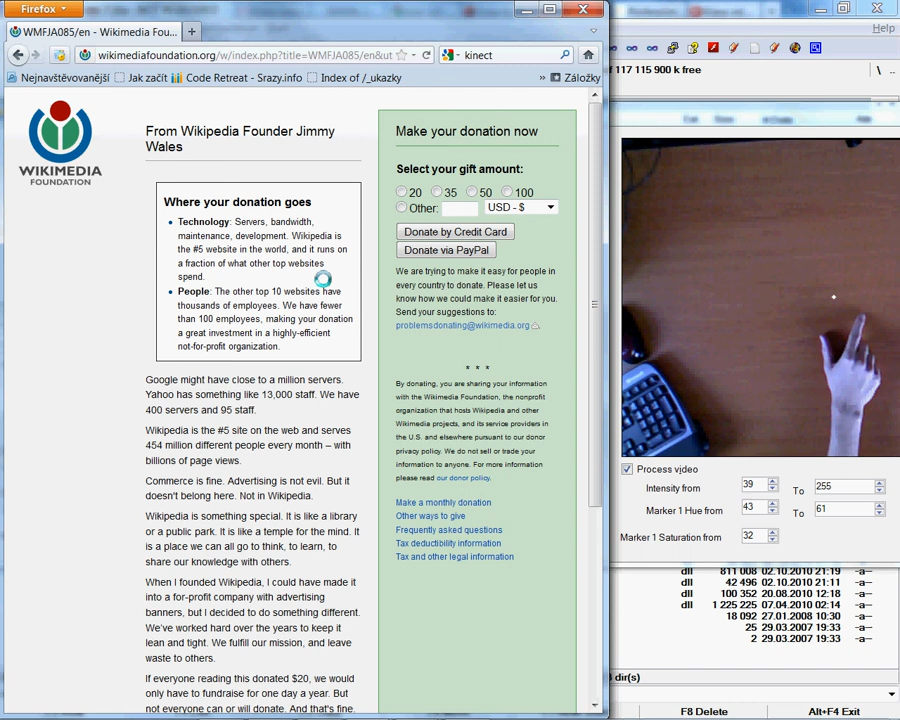 Firefox
WMFJA085/en - Wikimedia Fou...
wikimediafoundation.org/w/index.php?title=WMFJA085/en&ut
kinect
Nejnavštěvovanější
Jak začít
Code Retreat - Srazy.info
Index of /_ukazky
»
Záložky
WIKIMEDIA
FOUNDATION
From Wikipedia Founder Jimmy
Wales
Where your donation goes
• Technology: Servers, bandwidth,
maintenance, development. Wikipedia is
the #5 website in the world, and it runs on
a fraction of what other top websites
spend.
• People: The other top 10 websites have
thousands of employees. We have fewer
than 100 employees, making your donation
a great investment in a highly-efficient
not-for-profit organization.
Google might have close to a million servers.
Yahoo has something like 13,000 staff. We have
400 servers and 95 staff.
Wikipedia is the #5 site on the web and serves
454 million different people every month – with
billions of page views.
Commerce is fine. Advertising is not evil. But it
doesn't belong here. Not in Wikipedia.
Wikipedia is something special. It is like a library
or a public park. It is like a temple for the mind. It
is a place we can all go to think, to learn, to
share our knowledge with others.
When I founded Wikipedia, I could have made it
into a for-profit company with advertising
banners, but I decided to do something different.
We've worked hard over the years to keep it
lean and tight. We fulfill our mission, and leave
waste to others.
If everyone reading this donated $20, we would
only have to fundraise for one day a year. But
not everyone can or will donate. And that's fine.
Make your donation now
Select your gift amount:
20 35 50 100
Other: USD - $
Donate by Credit Card
Donate via PayPal
We are trying to make it easy for people in
every country to donate. Please let us
know how we could make it easier for you.
Send your suggestions to:
problemsdonating@wikimedia.org
* * *
By donating, you are sharing your information
with the Wikimedia Foundation, the nonprofit
organization that hosts Wikipedia and other
Wikimedia projects, and its service providers in
the U.S. and elsewhere pursuant to our donor
privacy policy. We do not sell or trade your
information to anyone. For more information
please read our donor policy.
Make a monthly donation
Other ways to give
Frequently asked questions
Tax deductibility information
Tax and other legal information
Help
f 117 115 900 k free
\ ..
Process video
Intensity from 39 To 255
Marker 1 Hue from 43 To 61
Marker 1 Saturation from 32
dll 811 008 02.10.2010 21:19 -a--
dll 42 496 02.10.2010 21:11 -a--
dll 100 352 20.08.2010 12:18 -a--
dll 1 225 225 07.04.2010 02:14 -a--
18 092 27.01.2008 10:30 -a--
25 29.03.2007 19:33 -a--
2 29.03.2007 19:33 -a--
dir(s)
F8 Delete
Alt+F4 Exit